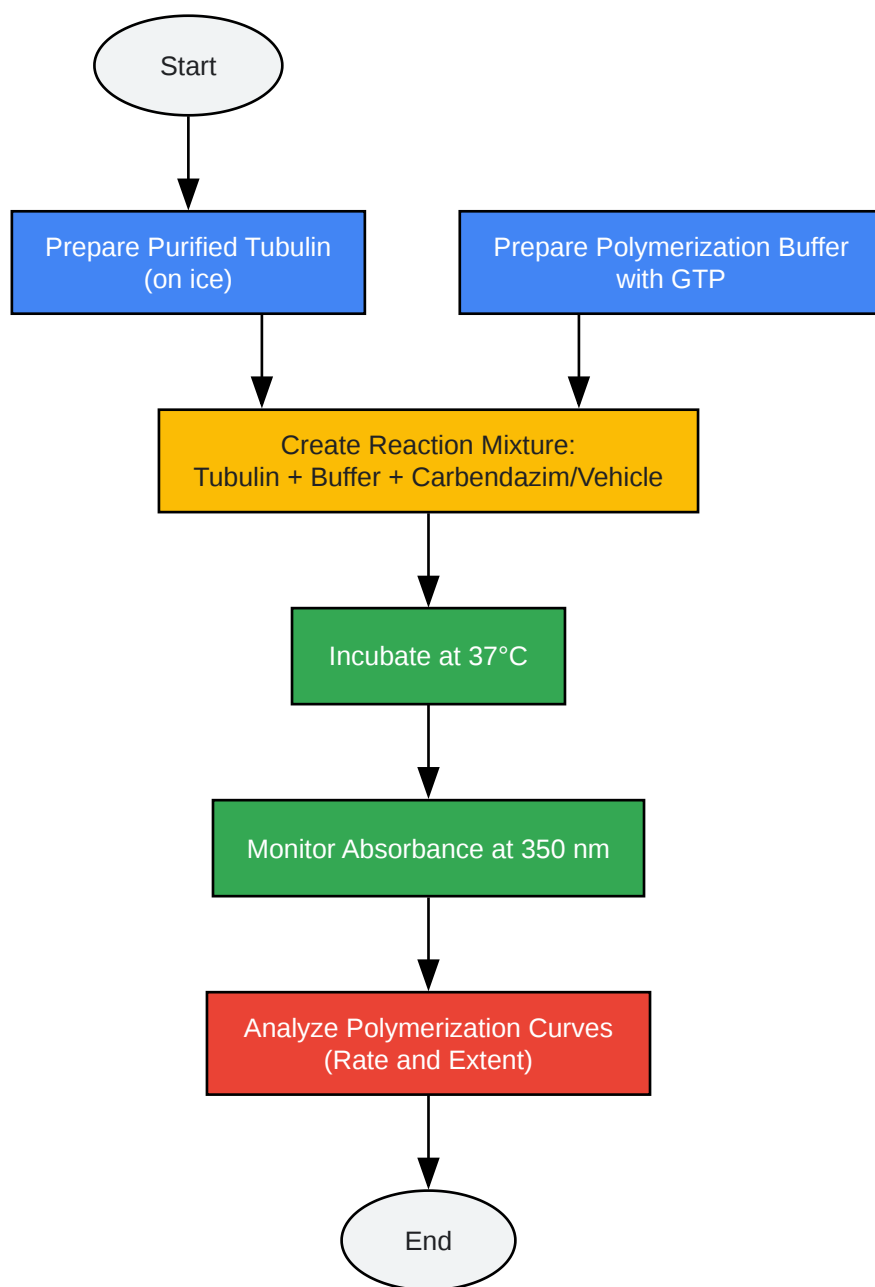 Start
Prepare Purified Tubulin
(on ice)
Prepare Polymerization Buffer
with GTP
Create Reaction Mixture:
Tubulin + Buffer + Carbendazim/Vehicle
Incubate at 37°C
Monitor Absorbance at 350 nm
Analyze Polymerization Curves
(Rate and Extent)
End